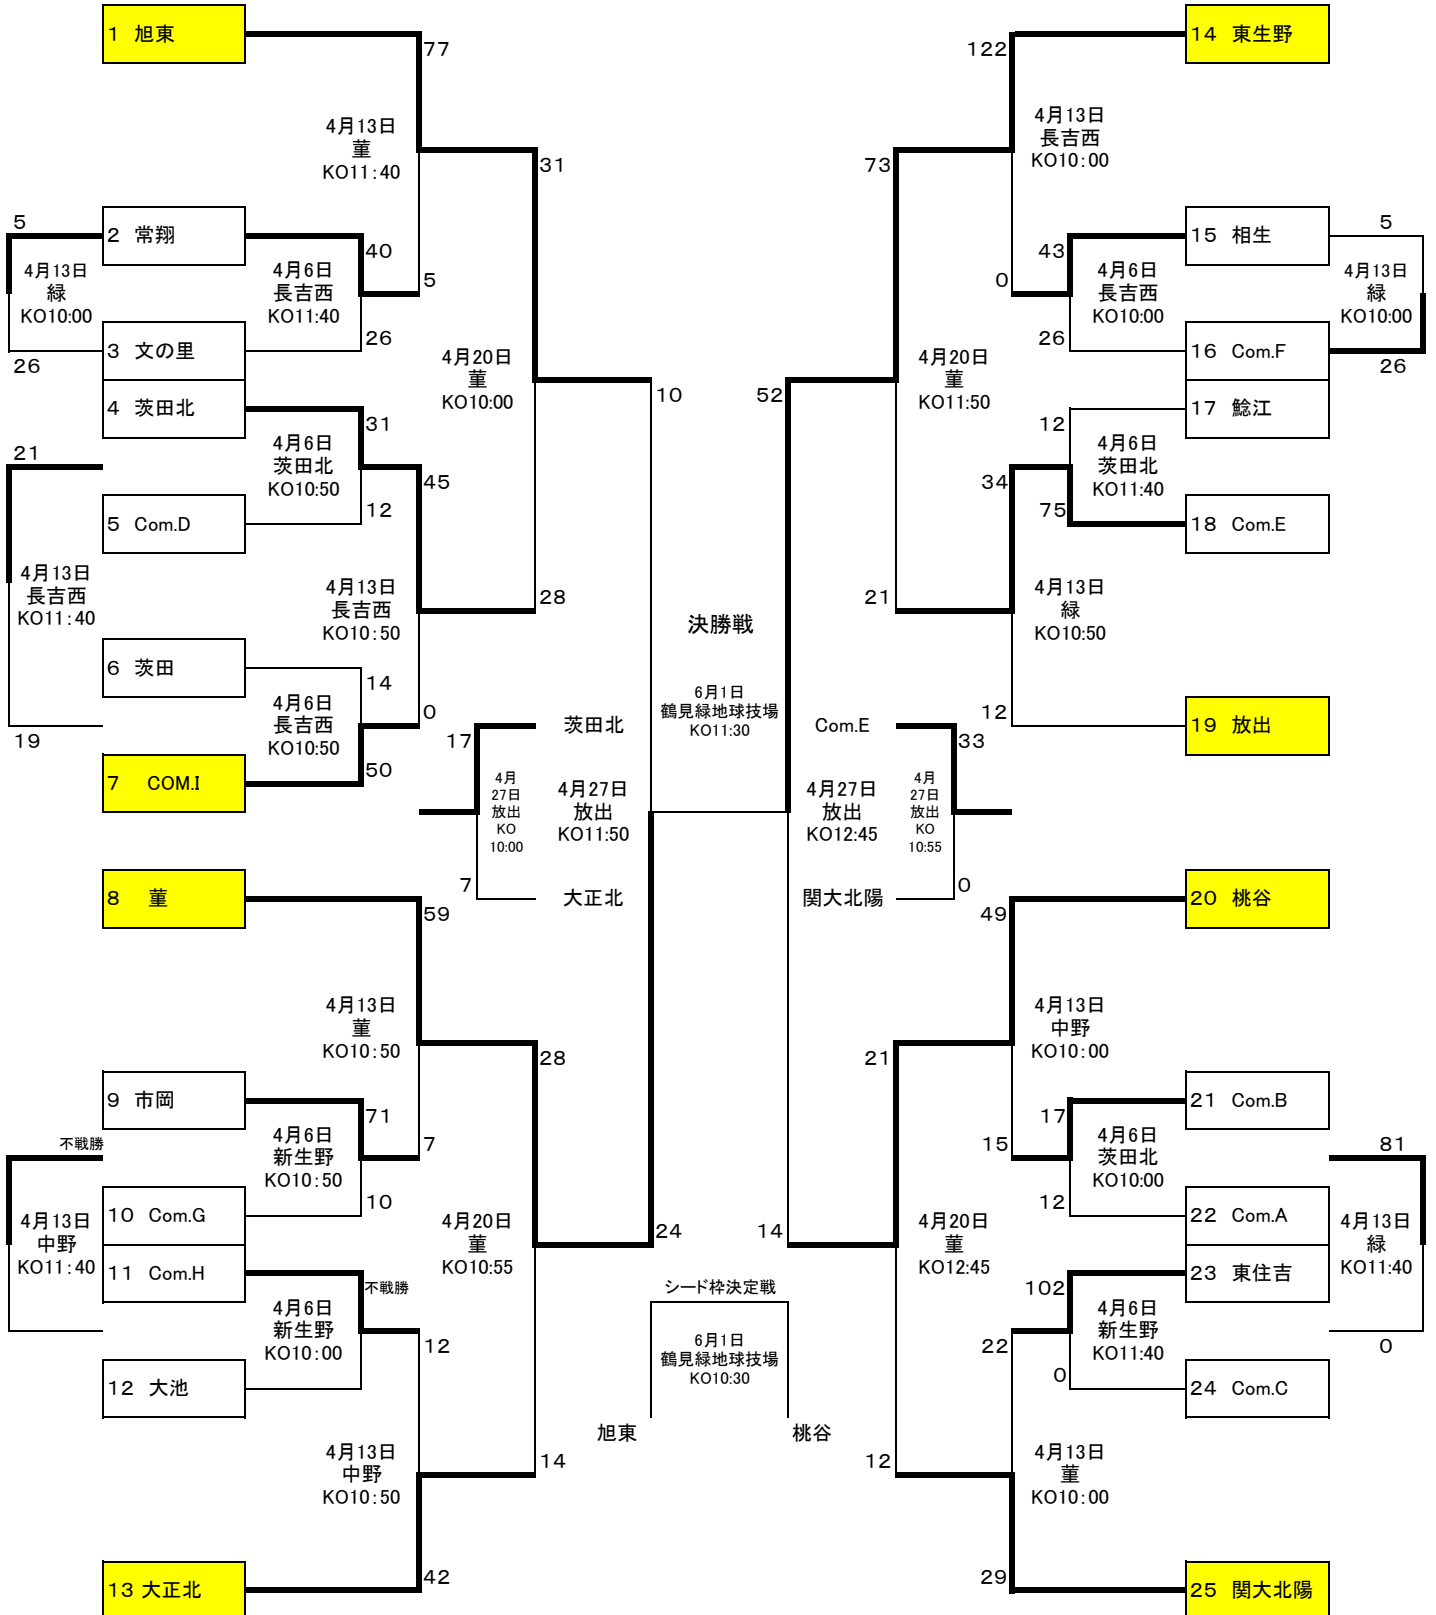 1 旭東
77
4月13日
菫
KO11:40
31
5
2 常翔
40
4月13日
緑
KO10:00
4月6日
長吉西
KO11:40
5
26
3 文の里
26
4 茨田北
31
4月20日
菫
KO10:00
10
21
4月6日
茨田北
KO10:50
45
5 Com.D
12
4月13日
長吉西
KO11:40
4月13日
長吉西
KO10:50
28
6 茨田
14
4月6日
長吉西
KO10:50
0
19
7 COM.I
50
17
茨田北
4月
27日
放出
KO
10:00
4月27日
放出
KO11:50
7
大正北
8 菫
59
4月13日
菫
KO10:50
28
9 市岡
71
不戦勝
4月6日
新生野
KO10:50
7
10 Com.G
10
4月13日
中野
KO11:40
4月20日
菫
KO10:55
24
11 Com.H
不戦勝
4月6日
新生野
KO10:00
12
12 大池
4月13日
中野
KO10:50
14
13 大正北
42
決勝戦
6月1日
鶴見緑地球技場
KO11:30
シード枠決定戦
6月1日
鶴見緑地球技場
KO10:30
旭東
桃谷
122
14 東生野
4月13日
長吉西
KO10:00
73
43
15 相生
5
0
4月6日
長吉西
KO10:00
4月13日
緑
KO10:00
26
16 Com.F
26
52
4月20日
菫
KO11:50
12
17 鯰江
4月6日
茨田北
KO11:40
34
75
18 Com.E
21
4月13日
緑
KO10:50
12
19 放出
Com.E
33
4月27日
放出
KO12:45
4月
27日
放出
KO
10:55
関大北陽
0
49
20 桃谷
4月13日
中野
KO10:00
21
17
21 Com.B
15
4月6日
茨田北
KO10:00
81
12
22 Com.A
14
4月20日
菫
KO12:45
4月13日
緑
KO11:40
102
23 東住吉
4月6日
新生野
KO11:40
22
0
0
24 Com.C
12
4月13日
菫
KO10:00
29
25 関大北陽